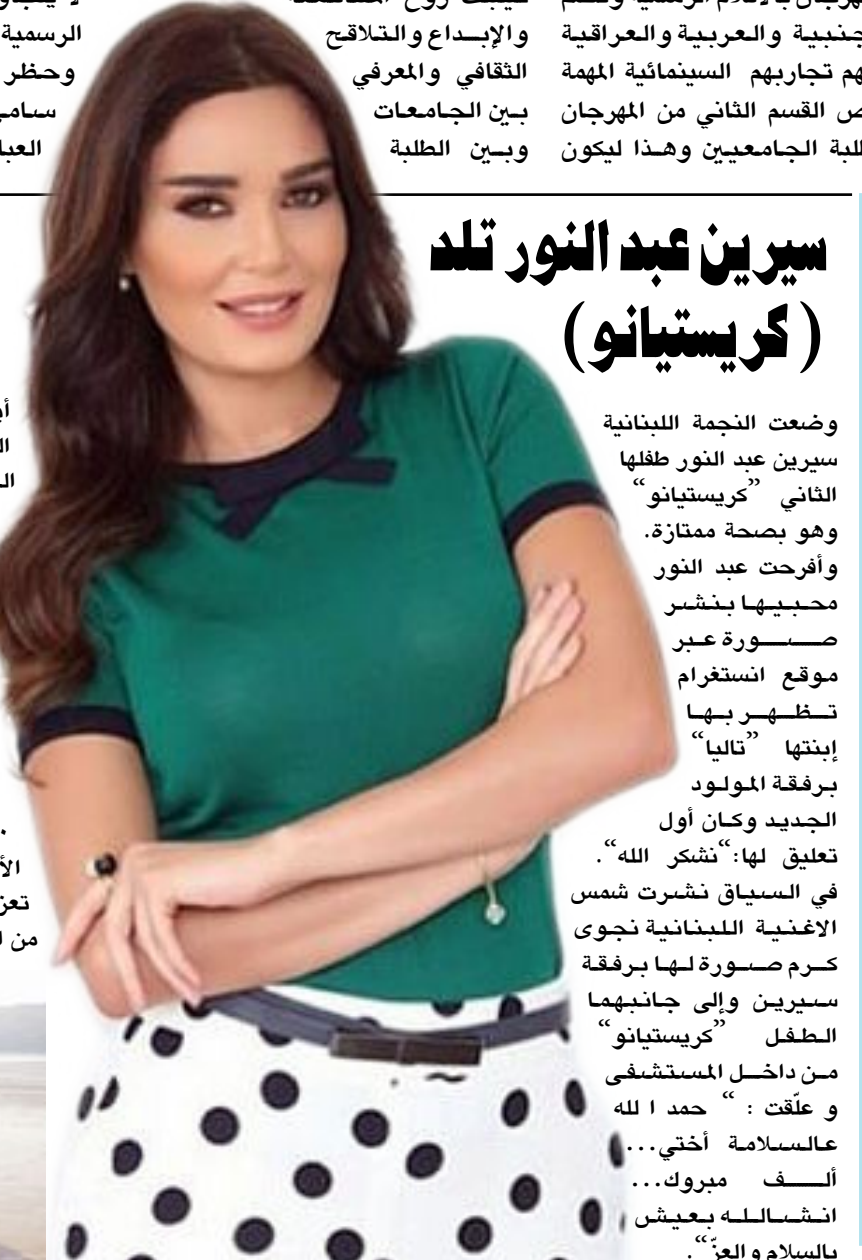 هم تجاربهم السينمائية المهمة
القسم الثاني من المهرجان
الجامعيين وهذا ليكون
والإبداع والتلاقح
الثقافي والمعرفي
بين الجامعات
وبين الطلبة
الرسمية
وحظر
سيرين عبد النور تلد
(كريستيانو)
وضعت النجمة اللبنانية
سيرين عبد النور طفلها
الثاني ”كريستيانو“
وهو بصحة ممتازة.
وأفرحت عبد النور
محبيها بنشر
صورة عبر
موقع انستغرام
تظهر بها
إبنتها ”تاليا“
برفقة المولود
الجديد وكان أول
تعليق لها:“نشكر الله“.
في السياق نشرت شمس
الاغنية اللبنانية نجوى
كرم صورة لها برفقة
سيرين وإلى جانبهما
الطفل ”كريستيانو“
من داخل المستشفى
و علّقت : “ حمد ا لله
عالسلامة أختي...
ألف مبروك...
انشالله بعيش
بالسلام والعزّ“.
من